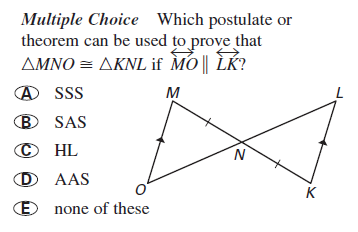 Multiple Choice Which postulate or
theorem can be used to prove that
△MNO ≅ △KNL if MO ∥ LK?
A SSS
B SAS
C HL
D AAS
E none of these
M
L
N
O
K